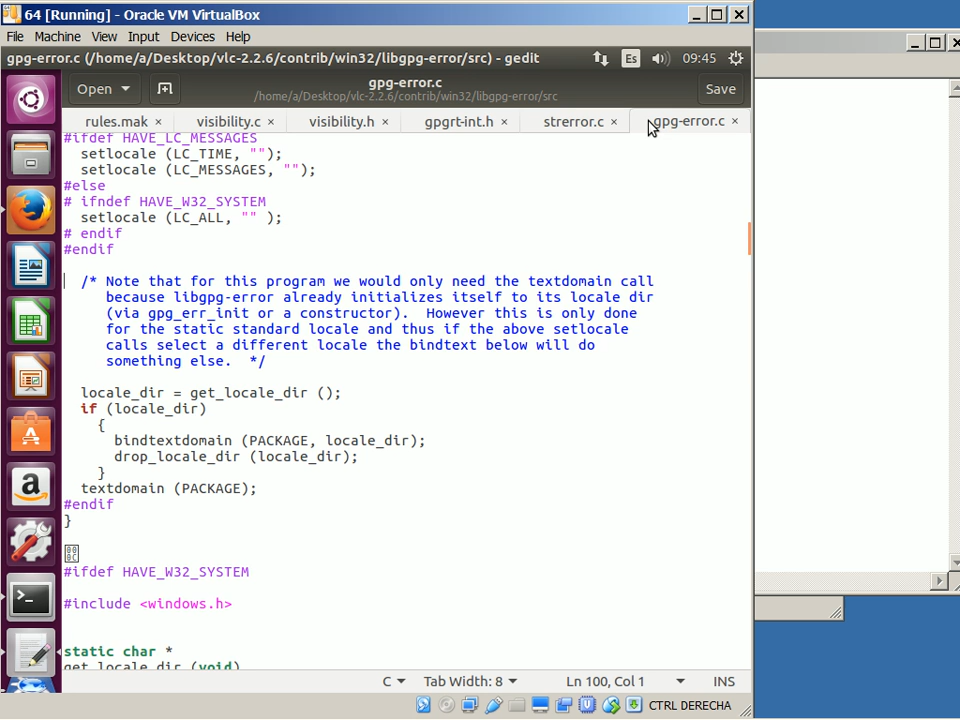 64 [Running] - Oracle VM VirtualBox
File Machine View Input Devices Help
gpg-error.c (/home/a/Desktop/vlc-2.2.6/contrib/win32/libgpg-error/src) - gedit
Es
09:45
Open
gpg-error.c
/home/a/Desktop/vlc-2.2.6/contrib/win32/libgpg-error/src
Save
rules.mak × visibility.c × visibility.h × gpgrt-int.h × strerror.c × gpg-error.c ×
#ifdef HAVE_LC_MESSAGES
setlocale (LC_TIME, "");
setlocale (LC_MESSAGES, "");
#else
# ifndef HAVE_W32_SYSTEM
setlocale (LC_ALL, "" );
# endif
#endif
/* Note that for this program we would only need the textdomain call
because libgpg-error already initializes itself to its locale dir
(via gpg_err_init or a constructor). However this is only done
for the static standard locale and thus if the above setlocale
calls select a different locale the bindtext below will do
something else. */
locale_dir = get_locale_dir ();
if (locale_dir)
{
bindtextdomain (PACKAGE, locale_dir);
drop_locale_dir (locale_dir);
}
textdomain (PACKAGE);
#endif
}
00
0C
#ifdef HAVE_W32_SYSTEM
#include <windows.h>
static char *
get_locale_dir (void)
C Tab Width: 8 Ln 100, Col 1 INS
CTRL DERECHA